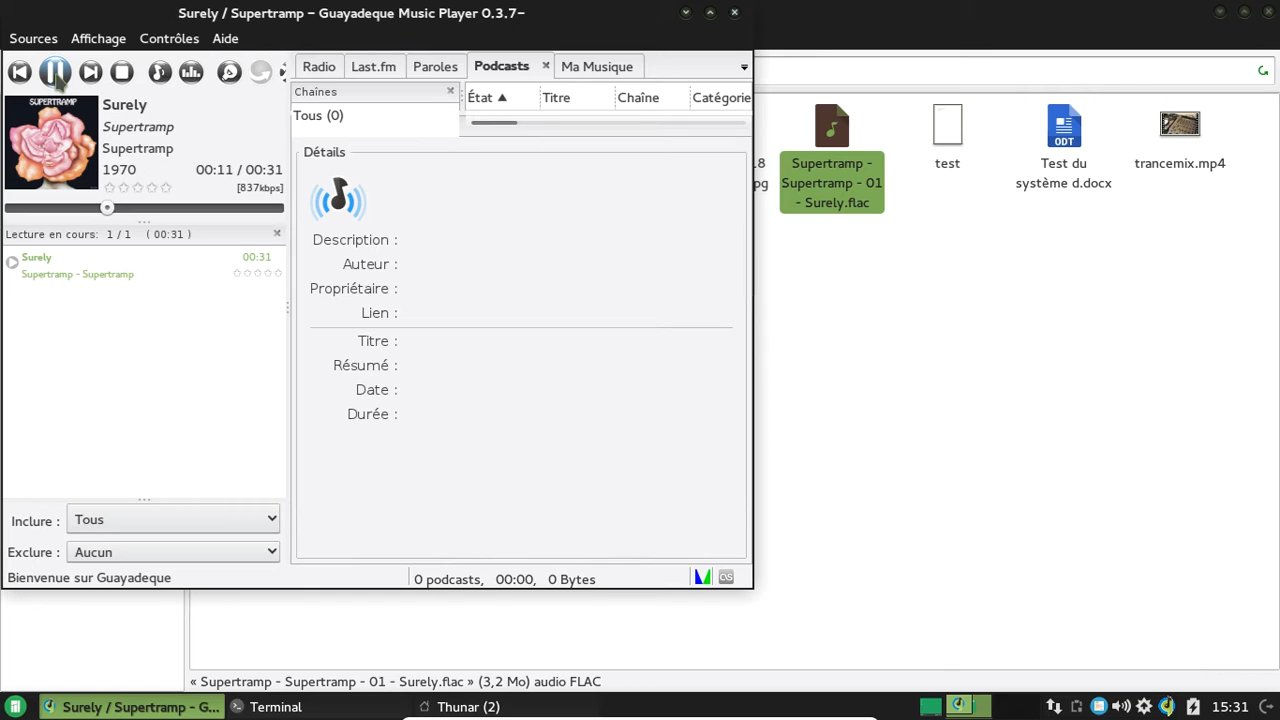 Surely / Supertramp - Guayadeque Music Player 0.3.7-
Sources Affichage Contrôles Aide
Radio Last.fm Paroles Podcasts Ma Musique
Chaînes
Tous (0)
État Titre Chaîne Catégorie
SUPERTRAMP
Surely
Supertramp
Supertramp
1970 00:11 / 00:31
[837kbps]
Lecture en cours: 1 / 1 ( 00:31 )
Surely 00:31
Supertramp - Supertramp
Détails
Description :
Auteur :
Propriétaire :
Lien :
Titre :
Résumé :
Date :
Durée :
Inclure : Tous
Exclure : Aucun
Bienvenue sur Guayadeque
0 podcasts, 00:00, 0 Bytes
8
pg
Supertramp -
Supertramp - 01
- Surely.flac
test
ODT
Test du
système d.docx
trancemix.mp4
« Supertramp - Supertramp - 01 - Surely.flac » (3,2 Mo) audio FLAC
Surely / Supertramp - G... Terminal Thunar (2) 15:31